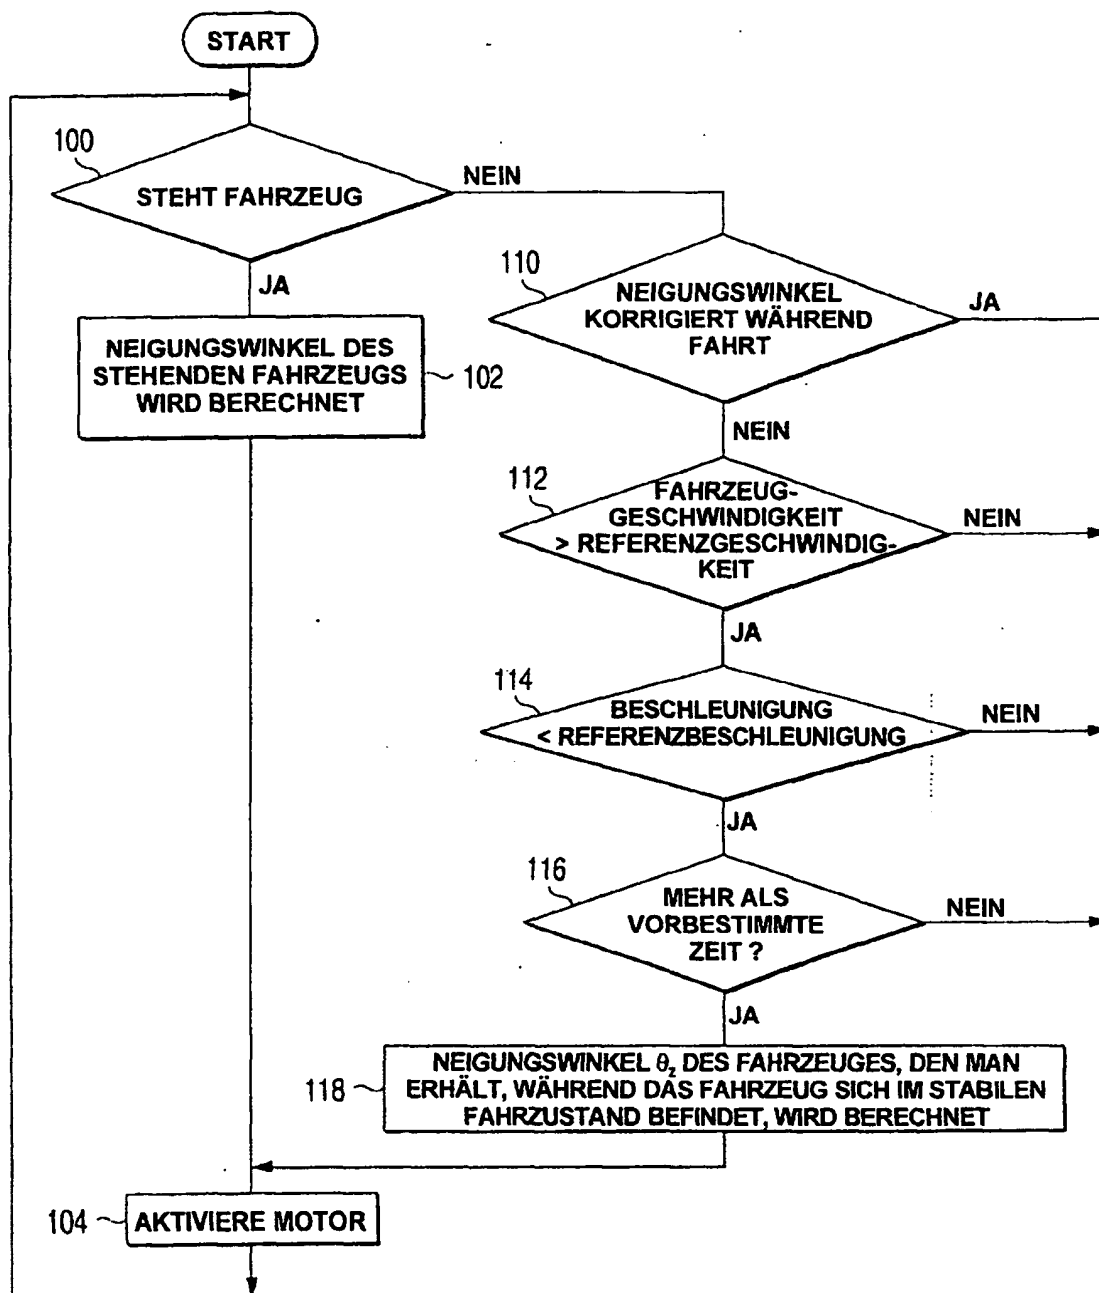 START
100
STEHT FAHRZEUG
NEIN
JA
NEIGUNGSWINKEL DES
STEHENDEN FAHRZEUGS
WIRD BERECHNET
102
110
NEIGUNGSWINKEL
KORRIGIERT WÄHREND
FAHRT
JA
NEIN
112
FAHRZEUG-
GESCHWINDIGKEIT
> REFERENZGESCHWINDIG-
KEIT
NEIN
JA
114
BESCHLEUNIGUNG
< REFERENZBESCHLEUNIGUNG
NEIN
JA
116
MEHR ALS
VORBESTIMMTE
ZEIT ?
NEIN
JA
118
NEIGUNGSWINKEL θ₂ DES FAHRZEUGES, DEN MAN
ERHÄLT, WÄHREND DAS FAHRZEUG SICH IM STABILEN
FAHRZUSTAND BEFINDET, WIRD BERECHNET
104
AKTIVIERE MOTOR